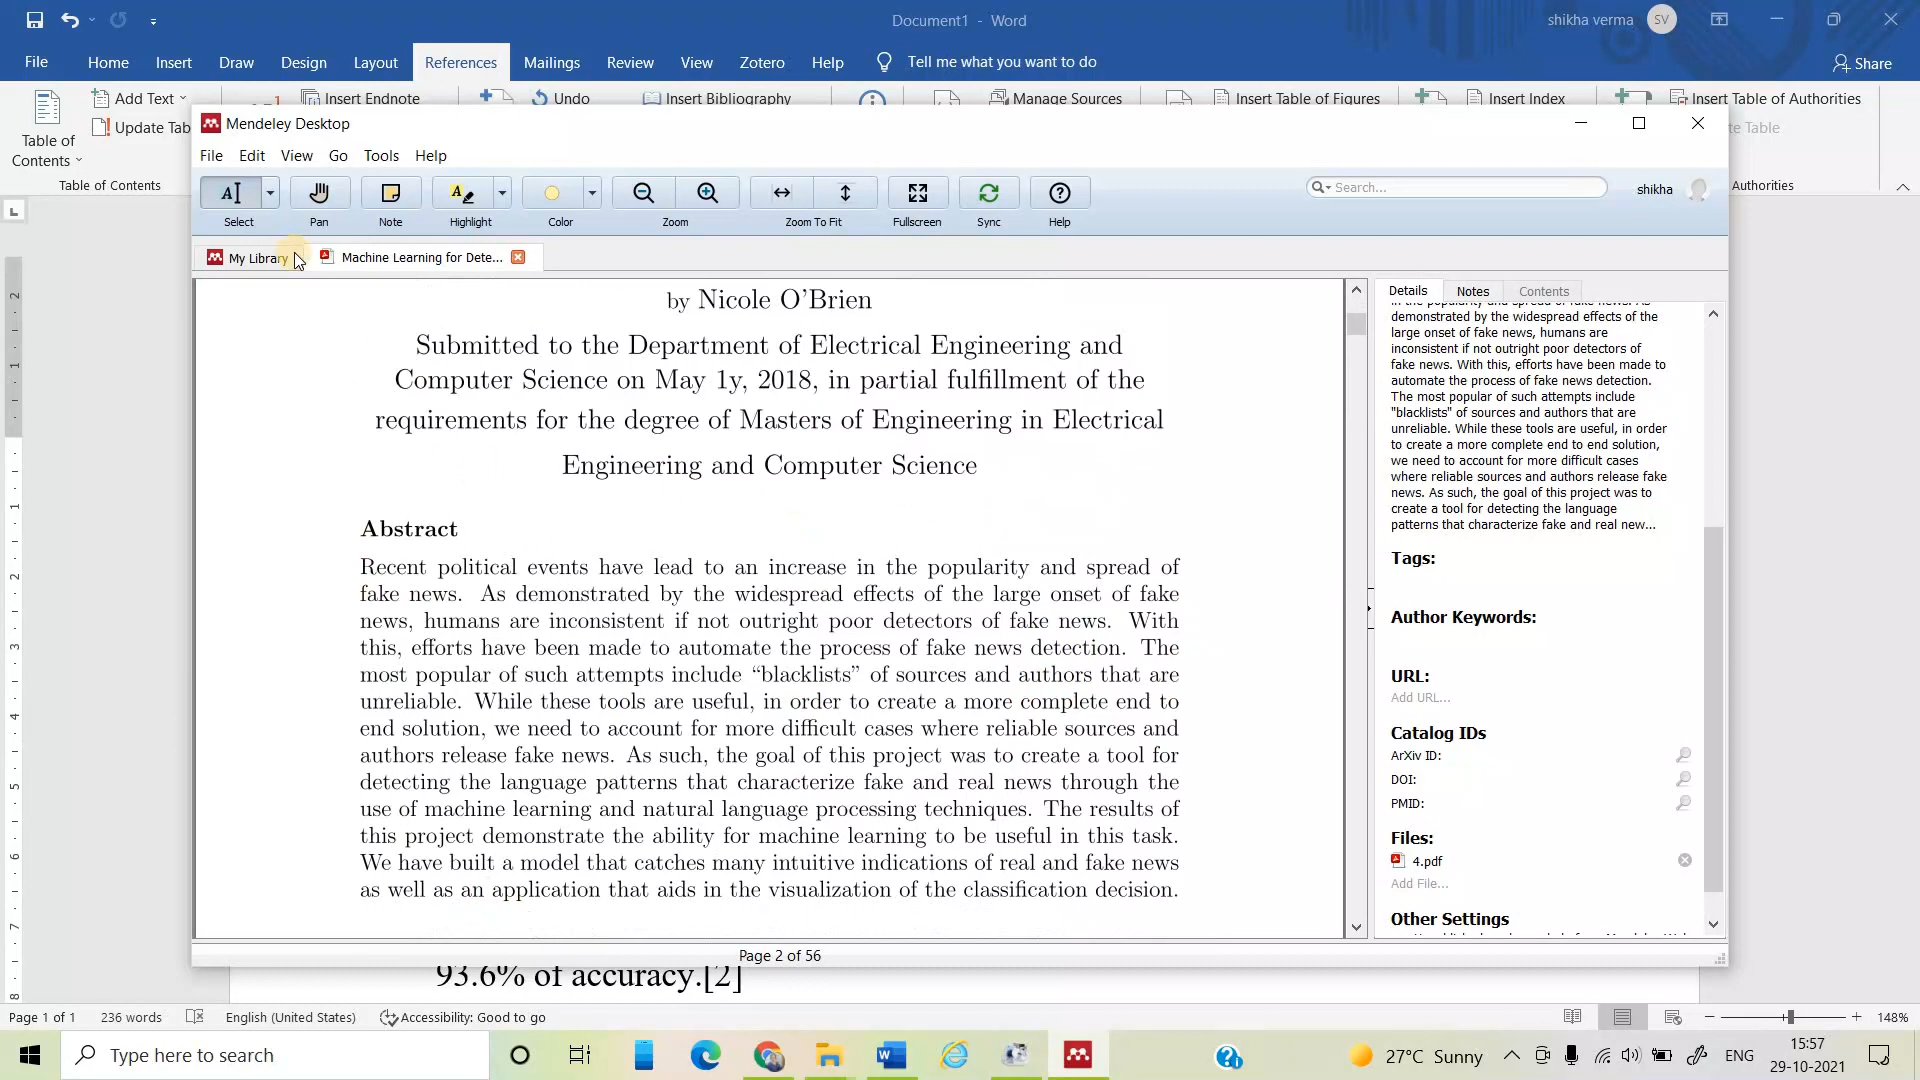 Document1 - Word
shikha verma SV
File Home Insert Draw Design Layout References Mailings Review View Zotero Help Tell me what you want to do Share
Add Text Insert Endnote Undo Insert Bibliography Manage Sources Insert Table of Figures Insert Index Insert Table of Authorities
Table of Contents
Table of Contents
Authorities
Mendeley Desktop
File Edit View Go Tools Help
Search...
shikha
Select Pan Note Highlight Color Zoom Zoom To Fit Fullscreen Sync Help
My Library Machine Learning for Dete...
by Nicole O'Brien
Submitted to the Department of Electrical Engineering and
Computer Science on May 1y, 2018, in partial fulfillment of the
requirements for the degree of Masters of Engineering in Electrical
Engineering and Computer Science
Abstract
Recent political events have lead to an increase in the popularity and spread of
fake news. As demonstrated by the widespread effects of the large onset of fake
news, humans are inconsistent if not outright poor detectors of fake news. With
this, efforts have been made to automate the process of fake news detection. The
most popular of such attempts include “blacklists” of sources and authors that are
unreliable. While these tools are useful, in order to create a more complete end to
end solution, we need to account for more difficult cases where reliable sources and
authors release fake news. As such, the goal of this project was to create a tool for
detecting the language patterns that characterize fake and real news through the
use of machine learning and natural language processing techniques. The results of
this project demonstrate the ability for machine learning to be useful in this task.
We have built a model that catches many intuitive indications of real and fake news
as well as an application that aids in the visualization of the classification decision.
Details Notes Contents
demonstrated by the widespread effects of the
large onset of fake news, humans are
inconsistent if not outright poor detectors of
fake news. With this, efforts have been made to
automate the process of fake news detection.
The most popular of such attempts include
"blacklists" of sources and authors that are
unreliable. While these tools are useful, in order
to create a more complete end to end solution,
we need to account for more difficult cases
where reliable sources and authors release fake
news. As such, the goal of this project was to
create a tool for detecting the language
patterns that characterize fake and real new...
Tags:
Author Keywords:
URL:
Add URL...
Catalog IDs
ArXiv ID:
DOI:
PMID:
Files:
4.pdf
Add File...
Other Settings
Page 2 of 56
93.6% of accuracy.[2]
Page 1 of 1 236 words English (United States) Accessibility: Good to go 148%
Type here to search
27°C Sunny ENG 15:57
29-10-2021